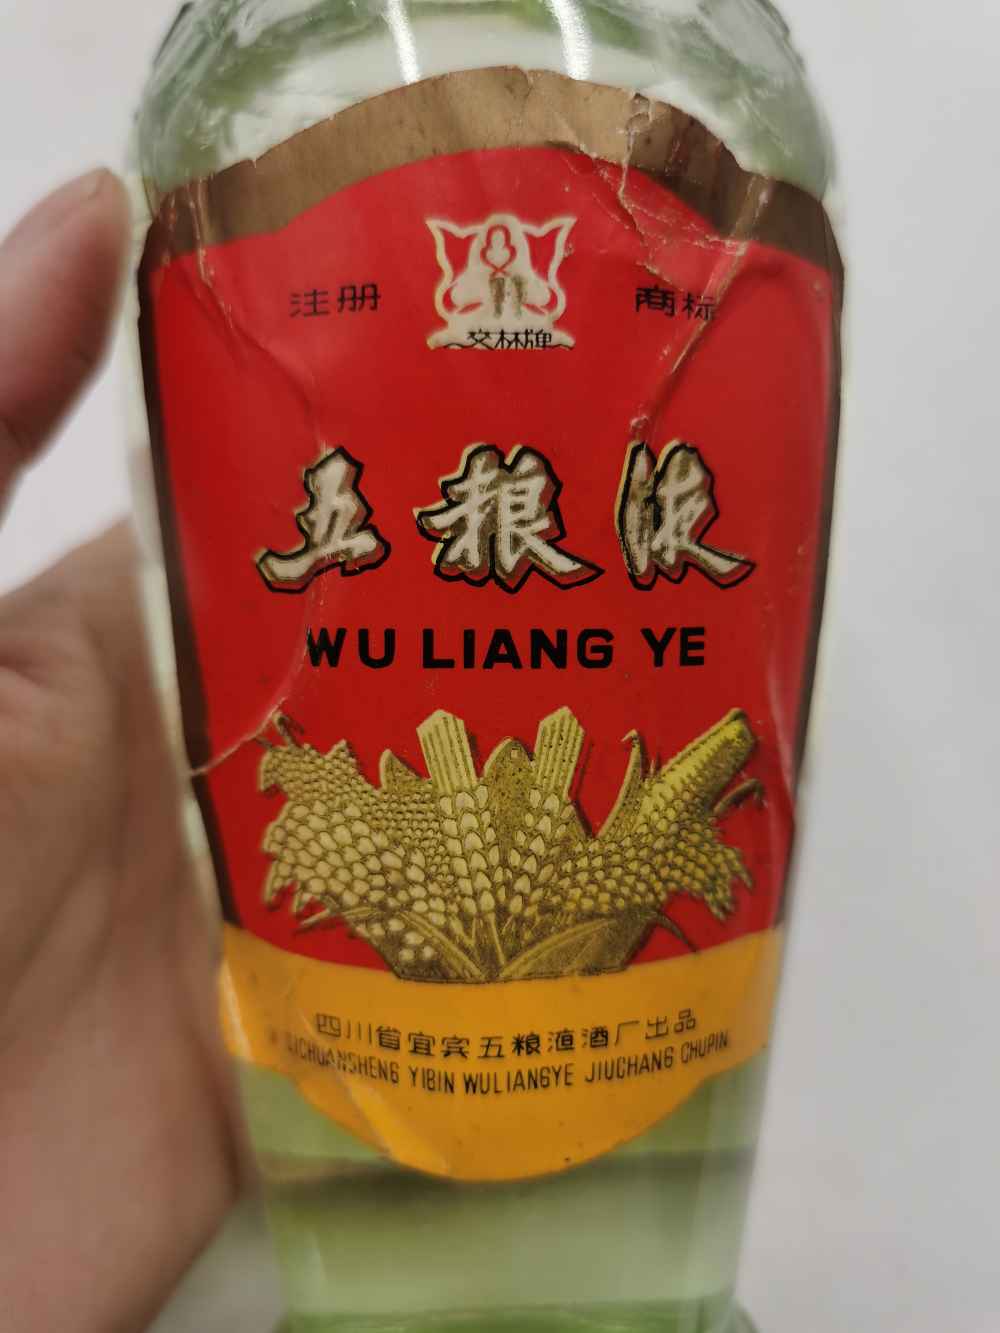 注册 商标
交杯牌
五粮液
WU LIANG YE
四川省宜宾五粮液酒厂出品
SICHUANSHENG YIBIN WULIANGYE JIUCHANG CHUPIN